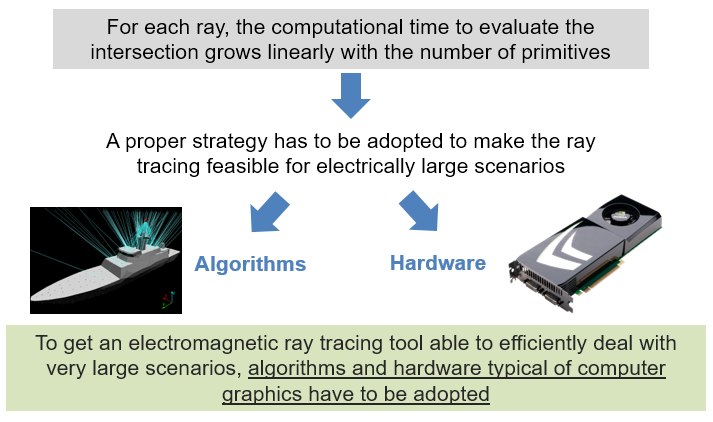 For each ray, the computational time to evaluate the
intersection grows linearly with the number of primitives
A proper strategy has to be adopted to make the ray
tracing feasible for electrically large scenarios
Algorithms
Hardware
To get an electromagnetic ray tracing tool able to efficiently deal with
very large scenarios, algorithms and hardware typical of computer
graphics have to be adopted